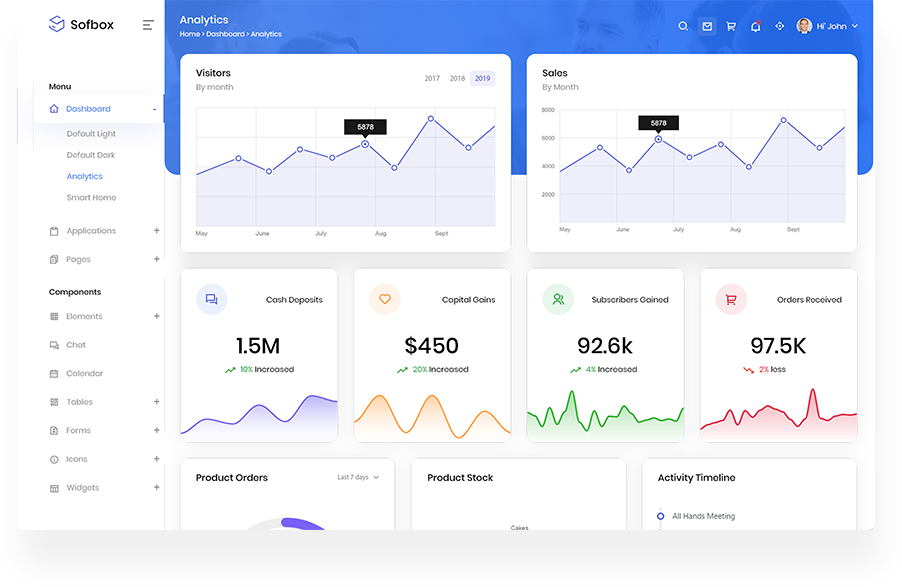 Sofbox
Menu
Dashboard
-
Default Light
Default Dark
Analytics
Smart Home
Applications +
Pages +
Components
Elements +
Chat
Calendar
Tables +
Forms +
Icons +
Widgets +
Analytics
Home > Dashboard > Analytics
Hi' John
Visitors
By month
2017 2018 2019
5878
May June July Aug Sept
Sales
By Month
8000
6000
4000
2000
5878
May June July Aug Sept
Cash Deposits
1.5M
10% Increased
Capital Gains
$450
20% Increased
Subscribers Gained
92.6k
4% Increased
Orders Received
97.5K
2% loss
Product Orders
Last 7 days
Product Stock
Cakes
Activity Timeline
All Hands Meeting